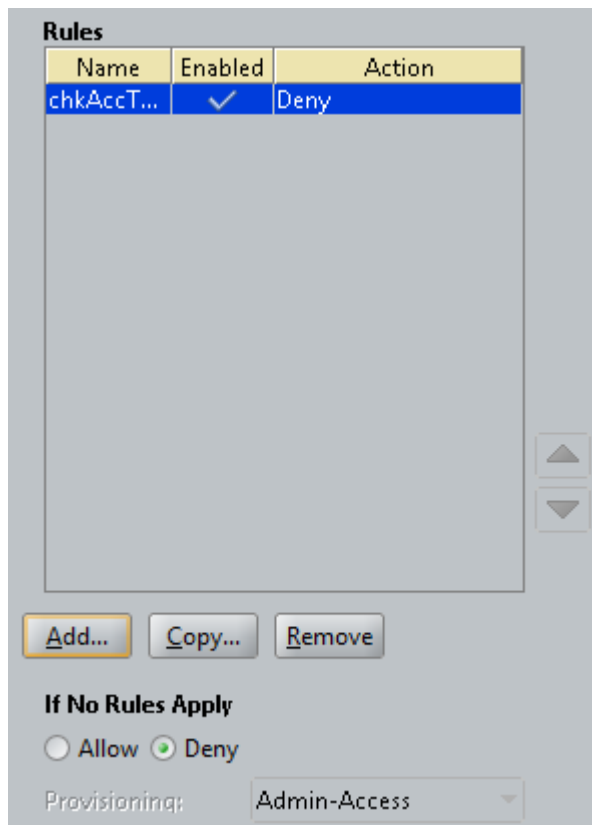 Rules
Name Enabled Action
chkAccT... Deny
Add... Copy... Remove
If No Rules Apply
Allow Deny
Provisioning: Admin-Access